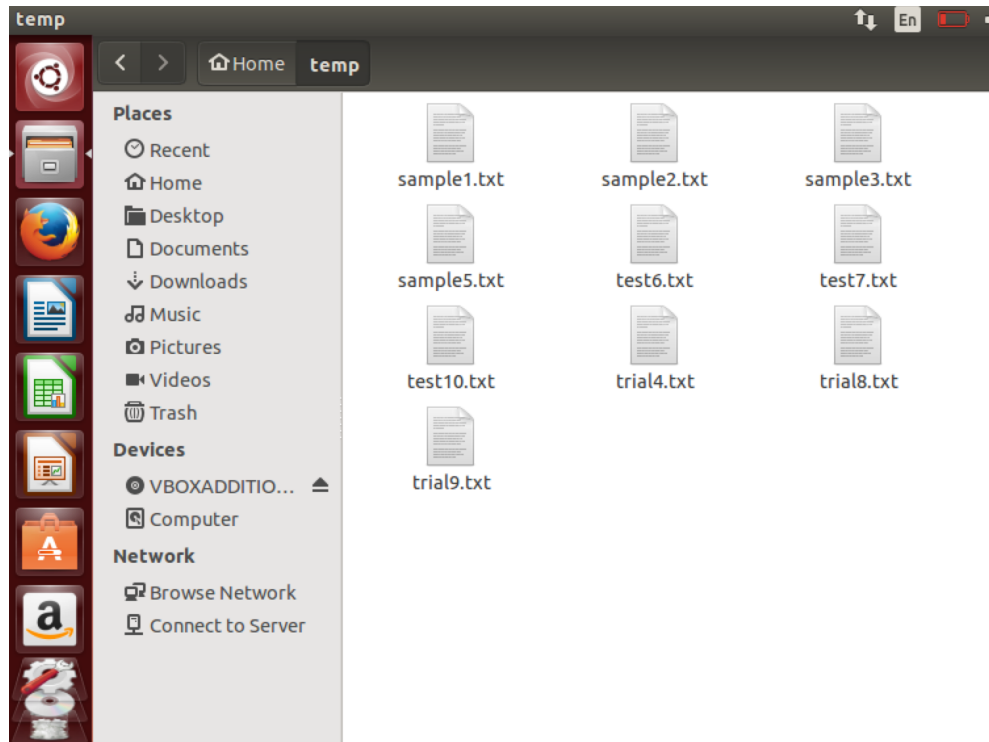 temp
En
Home temp
Places
Recent
Home
Desktop
Documents
Downloads
Music
Pictures
Videos
Trash
Devices
VBOXADDITIO...
Computer
Network
Browse Network
Connect to Server
sample1.txt sample2.txt sample3.txt
sample5.txt test6.txt test7.txt
test10.txt trial4.txt trial8.txt
trial9.txt
A
a